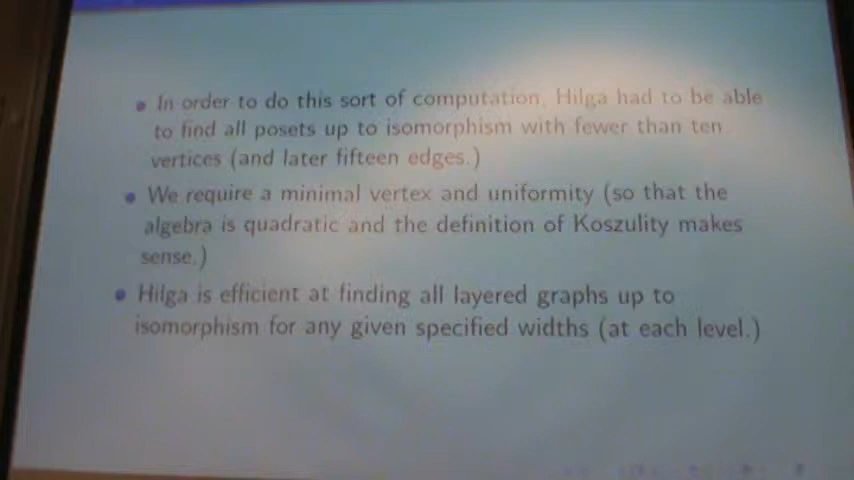 In order to do this sort of computation, Hilga had to be able
to find all posets up to isomorphism with fewer than ten
vertices (and later fifteen edges.)
We require a minimal vertex and uniformity (so that the
algebra is quadratic and the definition of Koszulity makes
sense.)
Hilga is efficient at finding all layered graphs up to
isomorphism for any given specified widths (at each level.)